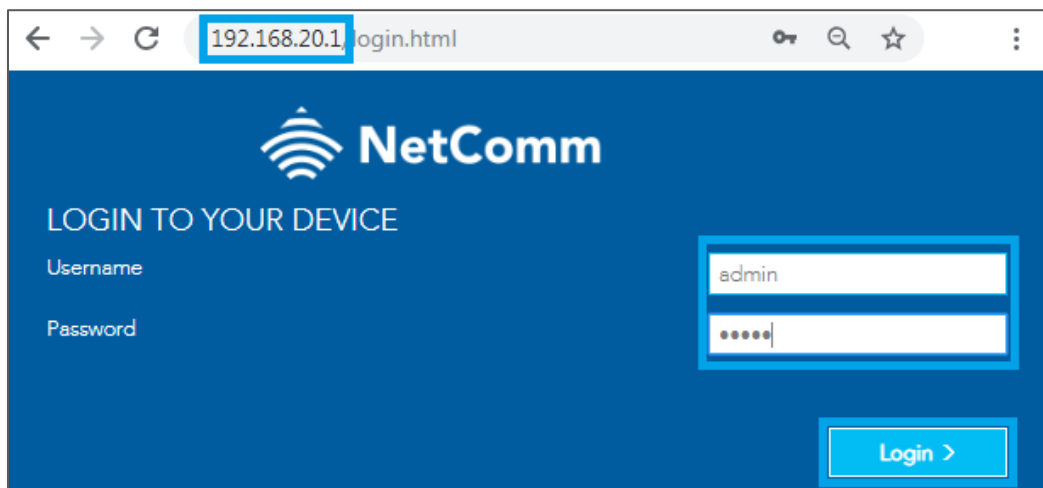 192.168.20.1/login.html
NetComm
LOGIN TO YOUR DEVICE
Username
admin
Password
•••••
Login >